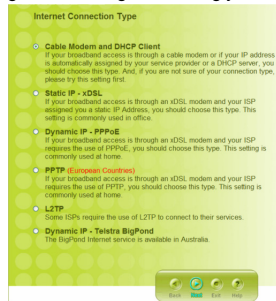 Internet Connection Type
Cable Modem and DHCP Client
If your broadband access is through a cable modem or if your IP address
is automatically assigned by your service provider or a DHCP server, you
should choose this type. And, if you are not sure of your connection type,
please try this setting first.
Static IP - xDSL
If your broadband access is through an xDSL modem and your ISP
assigned you a static IP Address, you should choose this type. This
setting is commonly used in office.
Dynamic IP - PPPoE
If your broadband access is through an xDSL modem and your ISP
requires the use of PPPoE, you should choose this type. This setting is
commonly used at home.
PPTP (European Countries)
If your broadband access is through an xDSL modem and your ISP
requires the use of PPTP, you should choose this type. This setting is
commonly used at home.
L2TP
Some ISPs require the use of L2TP to connect to their services.
Dynamic IP - Telstra BigPond
The BigPond Internet service is available in Australia.
Back Next Exit Help